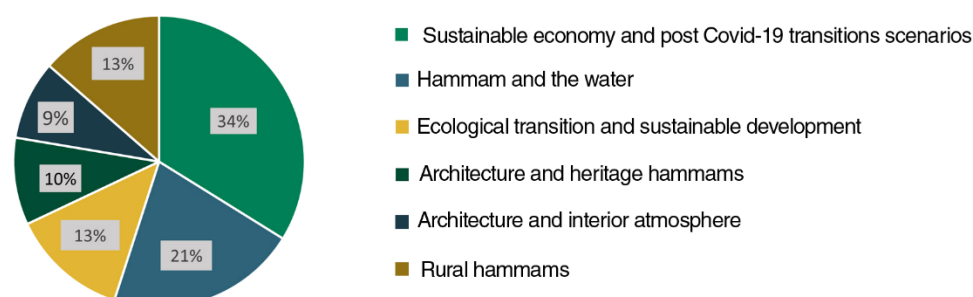 13%
34%
9%
10%
13%
21%
Sustainable economy and post Covid-19 transitions scenarios
Hammam and the water
Ecological transition and sustainable development
Architecture and heritage hammams
Architecture and interior atmosphere
Rural hammams